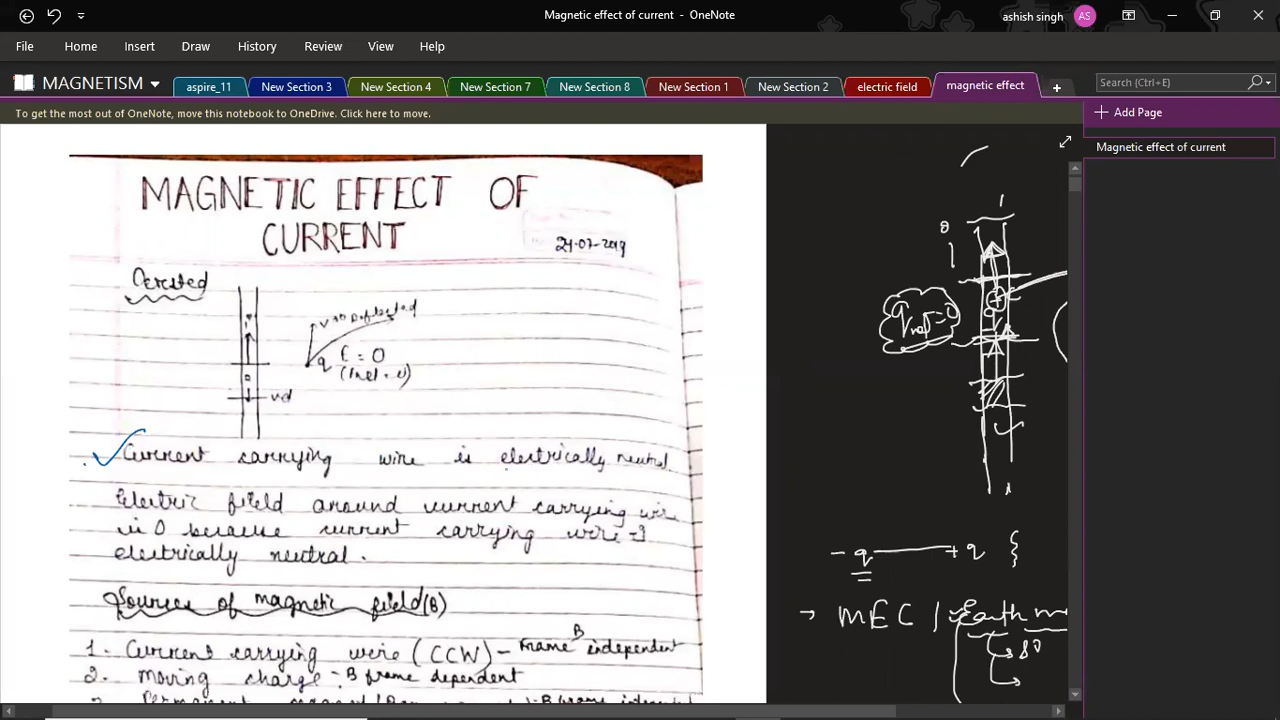 Magnetic effect of current - OneNote
ashish singh
AS
File Home Insert Draw History Review View Help
MAGNETISM
aspire_11 New Section 3 New Section 4 New Section 7 New Section 8 New Section 1 New Section 2 electric field magnetic effect
Search (Ctrl+E)
To get the most out of OneNote, move this notebook to OneDrive. Click here to move.
Add Page
Magnetic effect of current
MAGNETIC EFFECT OF
CURRENT
24-07-2019
Oersted
q
= 0
vd
Current carrying wire is electrically neutral
Electric field around current carrying wire
is 0 because current carrying wire is
electrically neutral.
Sources of magnetic field(B)
1. Current carrying wire (CCW) - B frame independent
2. Moving charge - B frame dependent
- q + q
→ MEC | Earth